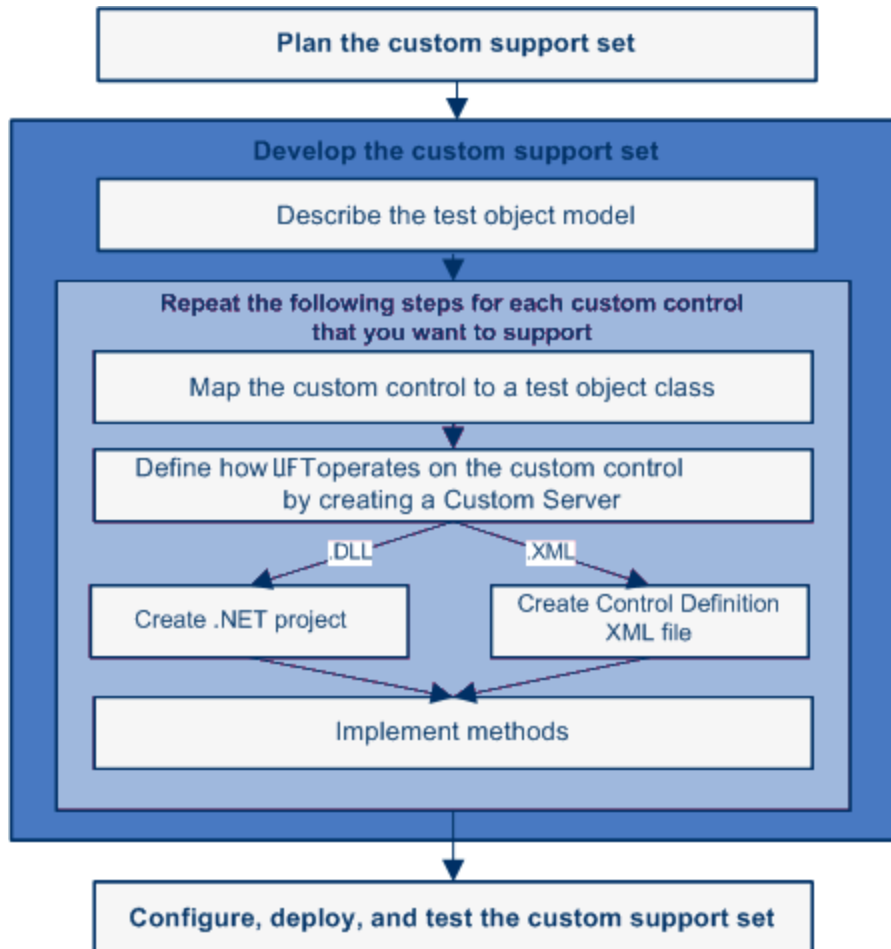 Plan the custom support set
Develop the custom support set
Describe the test object model
Repeat the following steps for each custom control
that you want to support
Map the custom control to a test object class
Define how UFT operates on the custom control
by creating a Custom Server
.DLL
.XML
Create .NET project
Create Control Definition
XML file
Implement methods
Configure, deploy, and test the custom support set